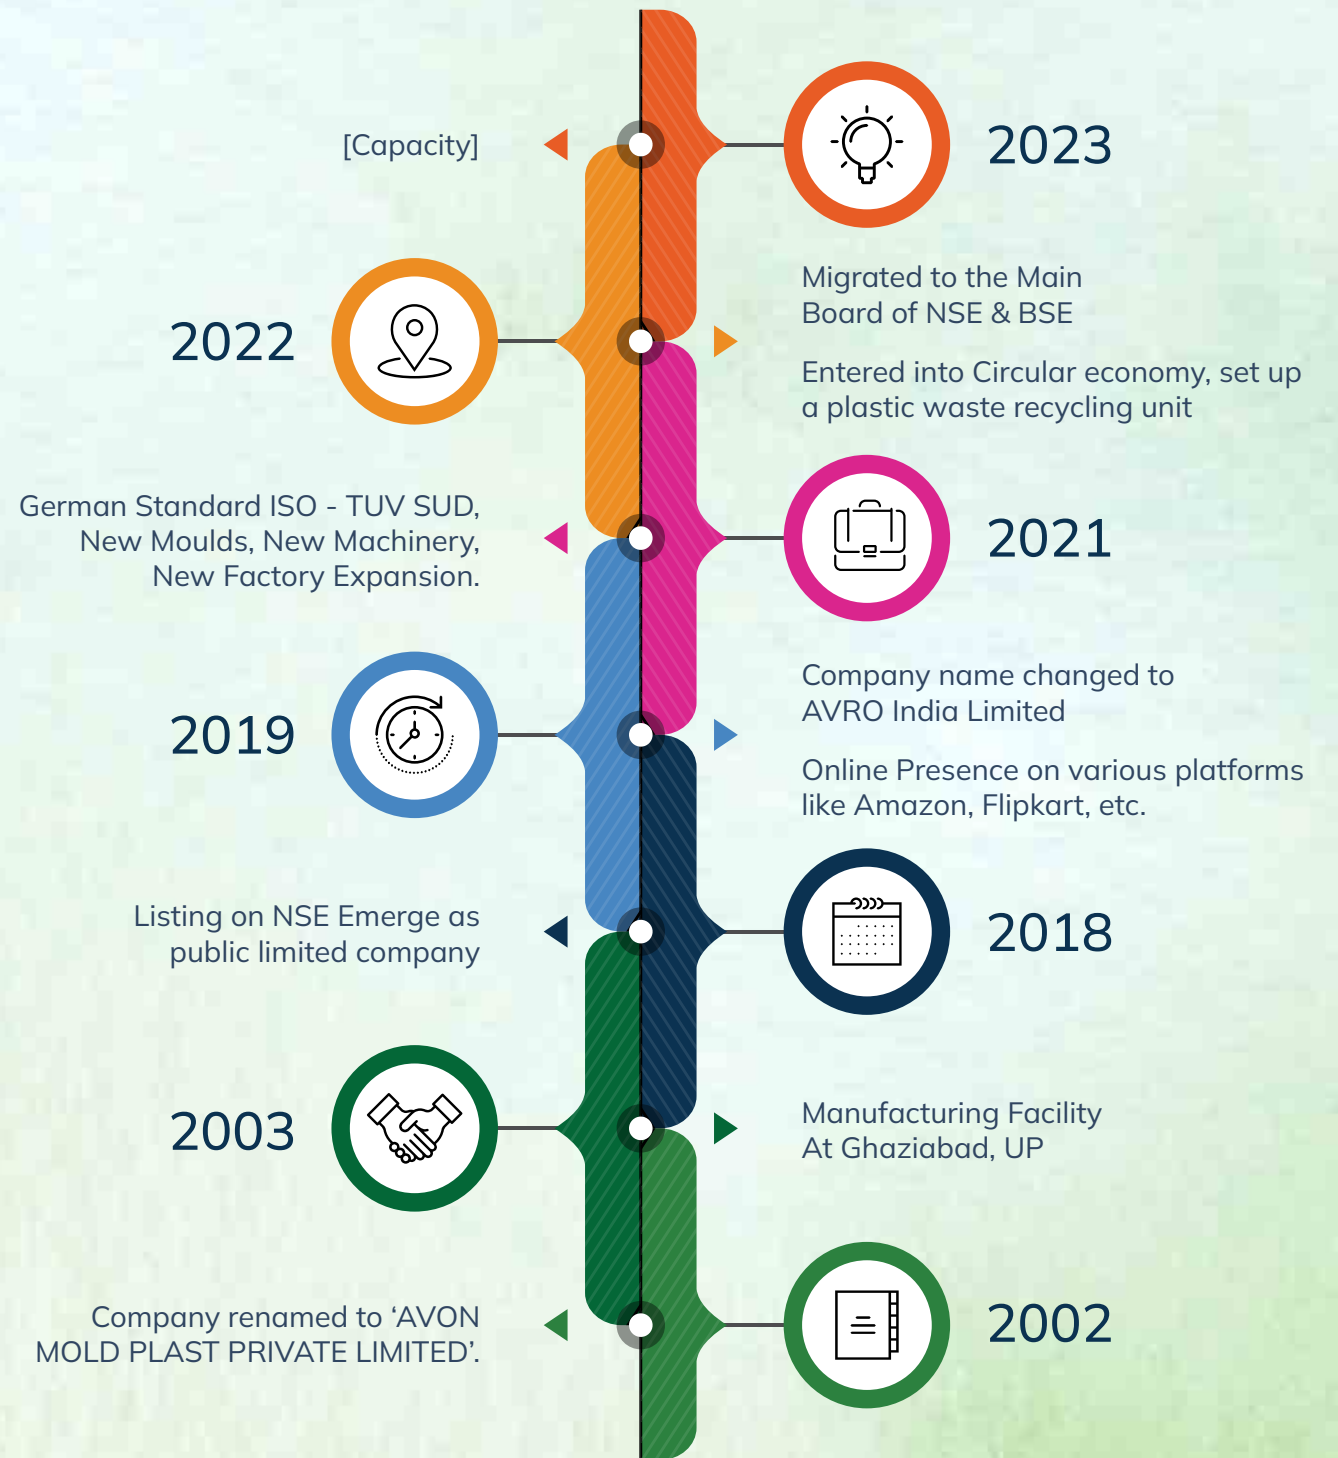 [Capacity]
2023
2022
Migrated to the Main
Board of NSE & BSE
Entered into Circular economy, set up
a plastic waste recycling unit
German Standard ISO - TUV SUD,
New Moulds, New Machinery,
New Factory Expansion.
2021
2019
Company name changed to
AVRO India Limited
Online Presence on various platforms
like Amazon, Flipkart, etc.
Listing on NSE Emerge as
public limited company
2018
2003
Manufacturing Facility
At Ghaziabad, UP
Company renamed to ‘AVON
MOLD PLAST PRIVATE LIMITED’.
2002